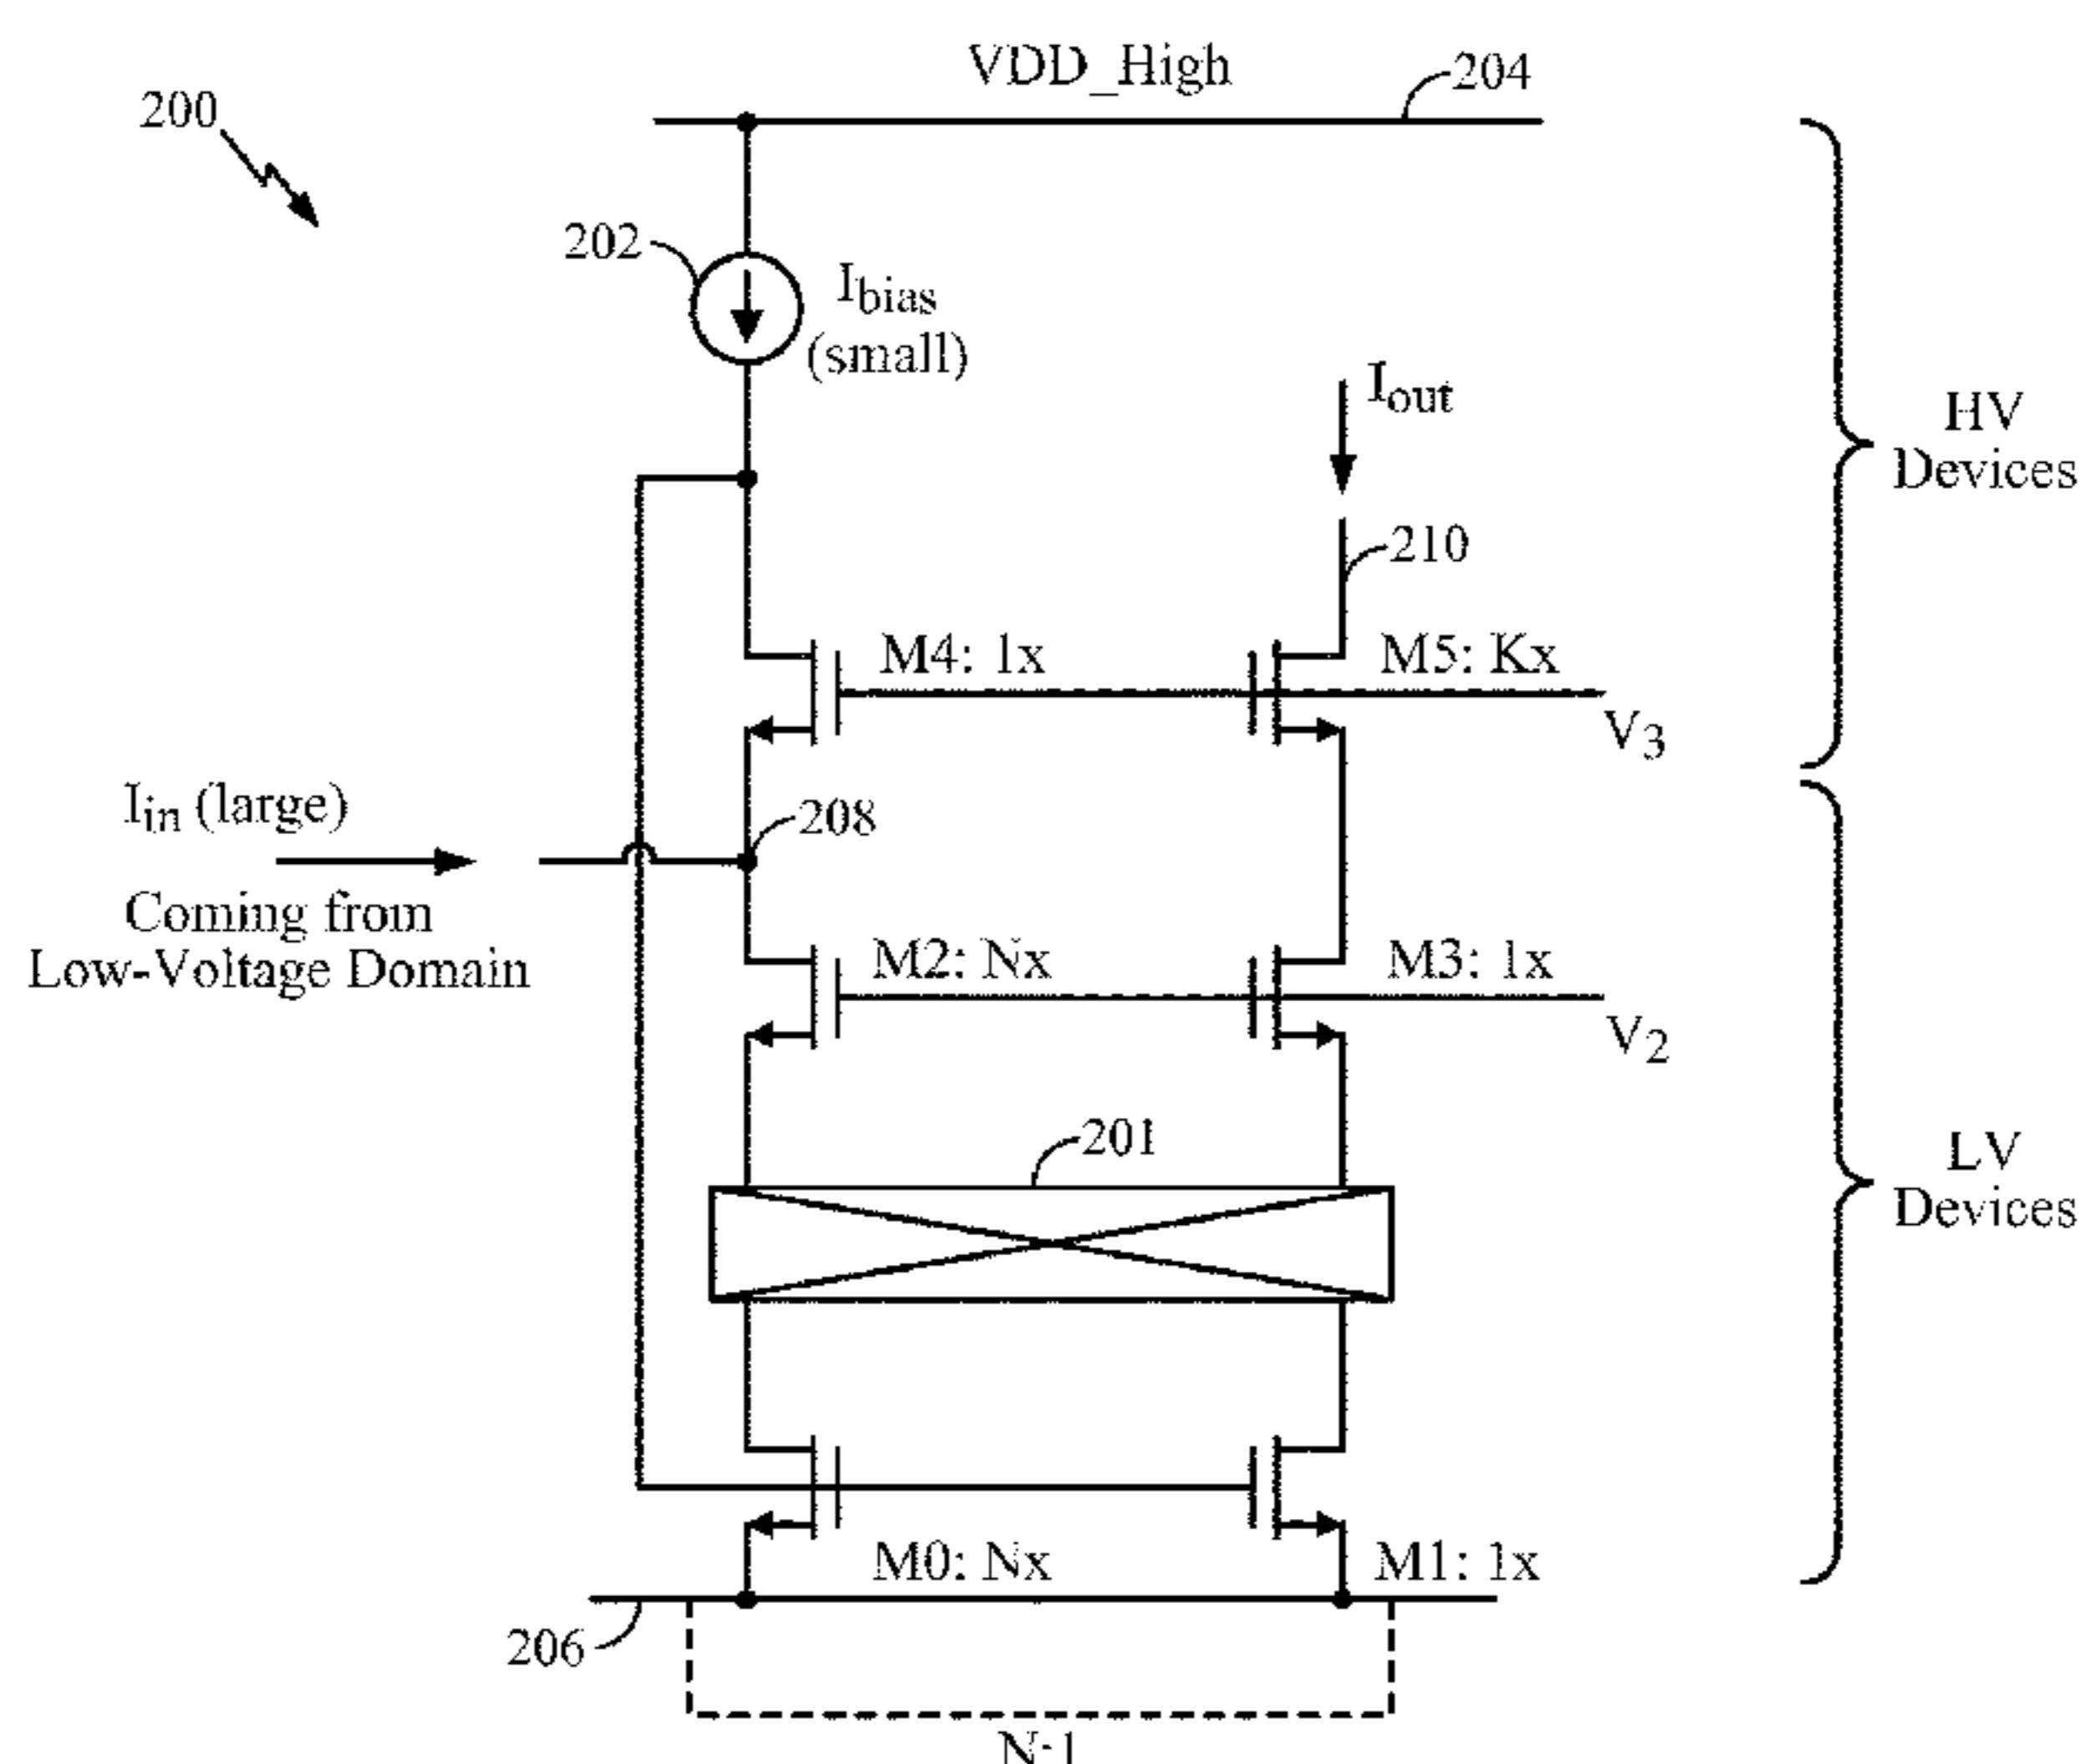 VDD_High
204
200
202
Ibias
(small)
Iout
HV
Devices
210
M4: 1x
M5: Kx
V3
Iin (large)
208
Coming from
Low-Voltage Domain
M2: Nx
M3: 1x
V2
201
LV
Devices
M0: Nx
M1: 1x
206
N:1